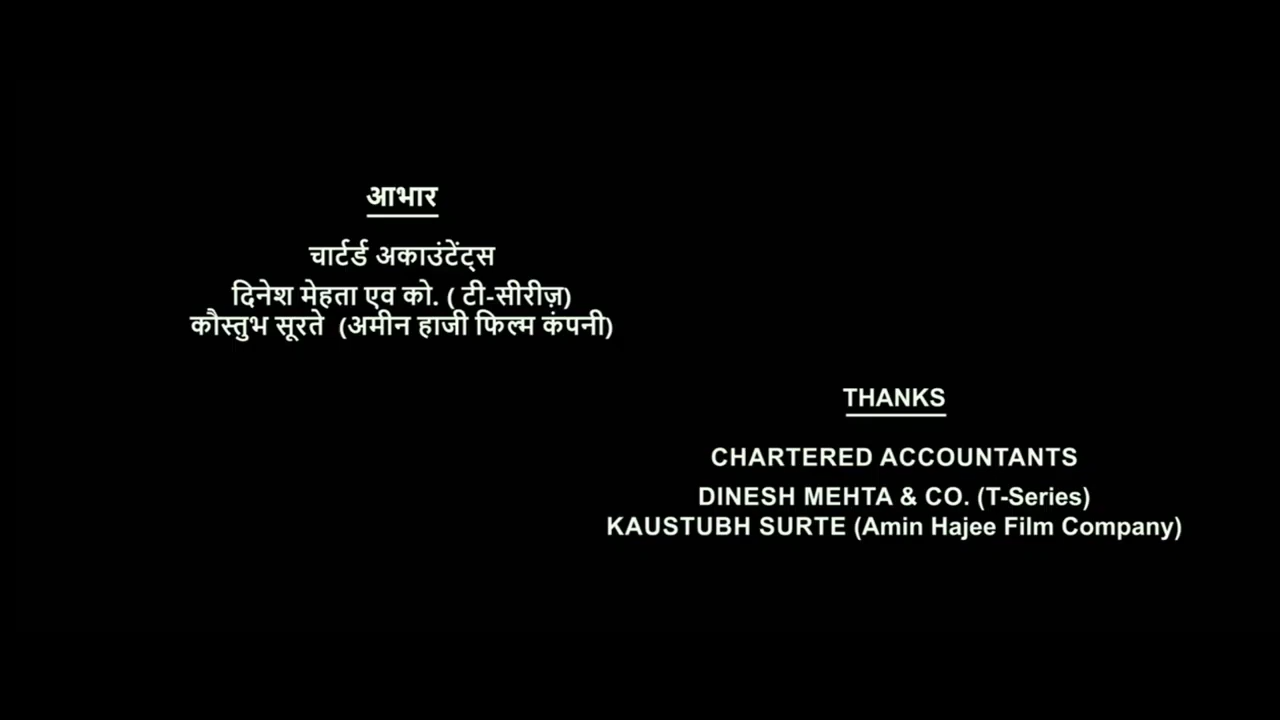 आभार
चार्टर्ड अकाउंटेंट्स
दिनेश मेहता एव को. ( टी-सीरीज़)
कौस्तुभ सूरते (अमीन हाजी फिल्म कंपनी)
THANKS
CHARTERED ACCOUNTANTS
DINESH MEHTA & CO. (T-Series)
KAUSTUBH SURTE (Amin Hajee Film Company)